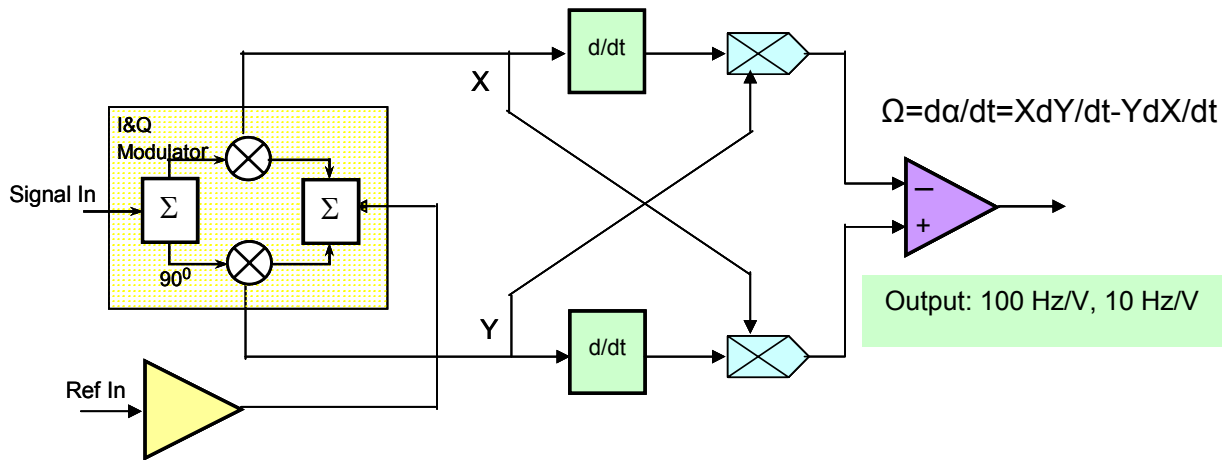 d/dt
X
Ω=dα/dt=XdY/dt-YdX/dt
I&Q
Modulator
Signal In
Σ
Σ
−
+
90⁰
Output: 100 Hz/V, 10 Hz/V
Y
d/dt
Ref In